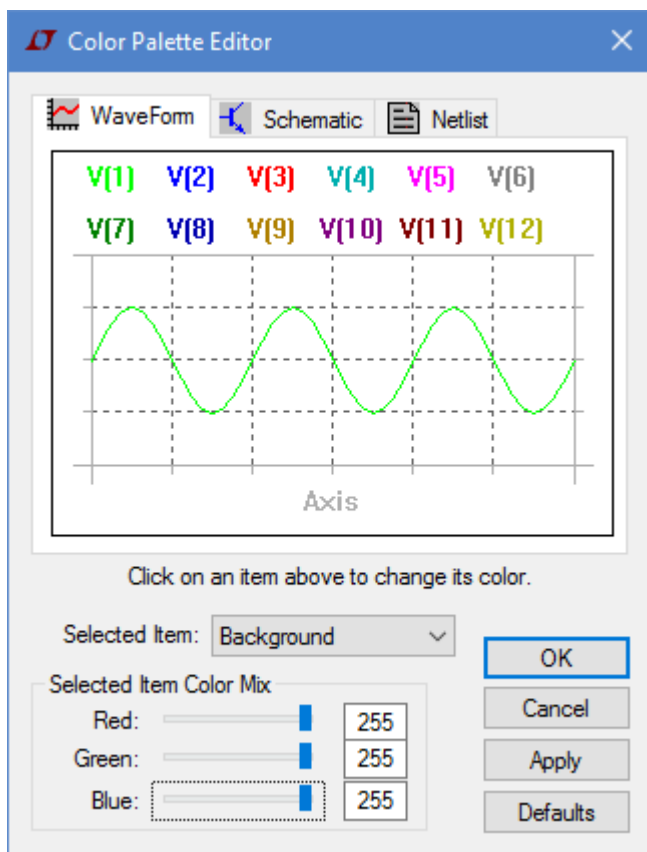 Color Palette Editor
WaveForm Schematic Netlist
V(1) V(2) V(3) V(4) V(5) V(6)
V(7) V(8) V(9) V(10) V(11) V(12)
Axis
Click on an item above to change its color.
Selected Item: Background
OK
Selected Item Color Mix
Cancel
Red: 255
Green: 255
Apply
Blue: 255
Defaults